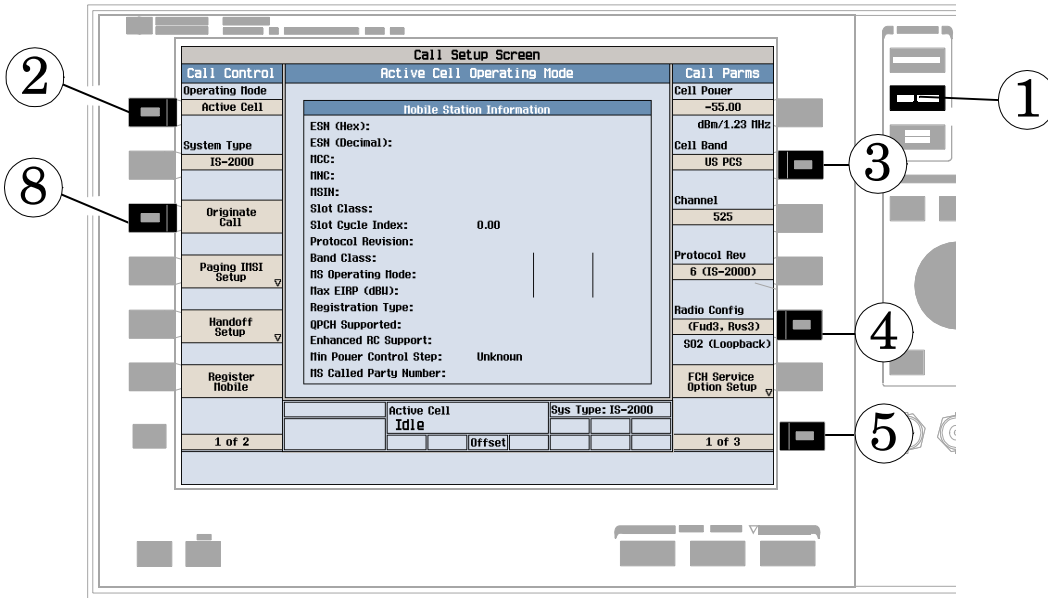 Call Setup Screen
Call Control
Active Cell Operating Mode
Call Parms
Operating Mode
Active Cell
System Type
IS-2000
Originate
Call
Paging IMSI
Setup
Handoff
Setup
Register
Mobile
1 of 2
Mobile Station Information
ESN (Hex):
ESN (Decimal):
MCC:
MNC:
MSIN:
Slot Class:
Slot Cycle Index: 0.00
Protocol Revision:
Band Class:
MS Operating Mode:
Max EIRP (dBW):
Registration Type:
QPCH Supported:
Enhanced RC Support:
Min Power Control Step: Unknown
MS Called Party Number:
Active Cell
Sys Type: IS-2000
Idle
Offset
Cell Power
-55.00
dBm/1.23 MHz
Cell Band
US PCS
Channel
525
Protocol Rev
6 (IS-2000)
Radio Config
(Fwd3, Rvs3)
SO2 (Loopback)
FCH Service
Option Setup
1 of 3
1
2
3
4
5
8